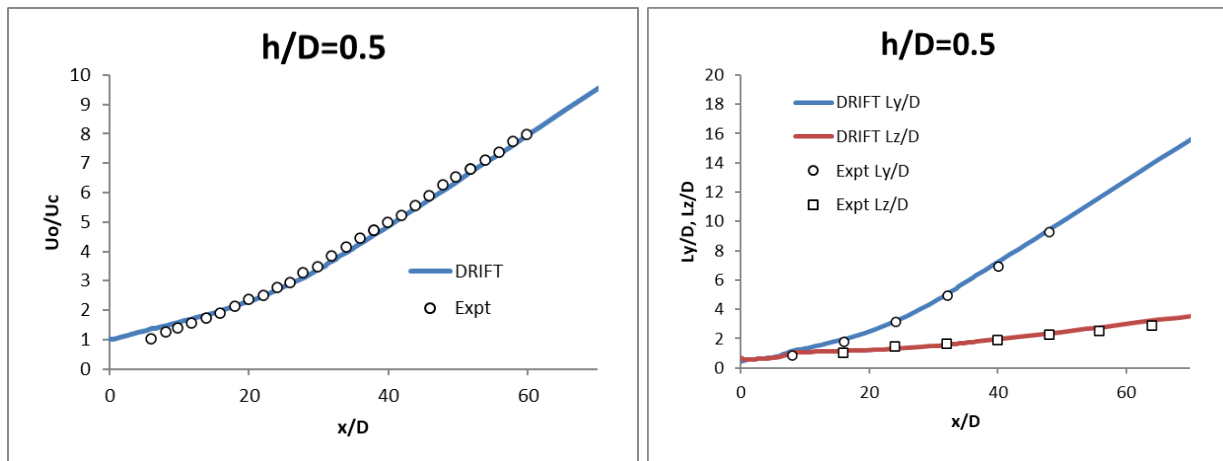 h/D=0.5
10
9
8
7
6
5
4
3
2
1
0
Uo/Uc
DRIFT
Expt
0 20 40 60
x/D
h/D=0.5
20
18
16
14
12
10
8
6
4
2
0
Ly/D, Lz/D
DRIFT Ly/D
DRIFT Lz/D
Expt Ly/D
Expt Lz/D
0 20 40 60
x/D